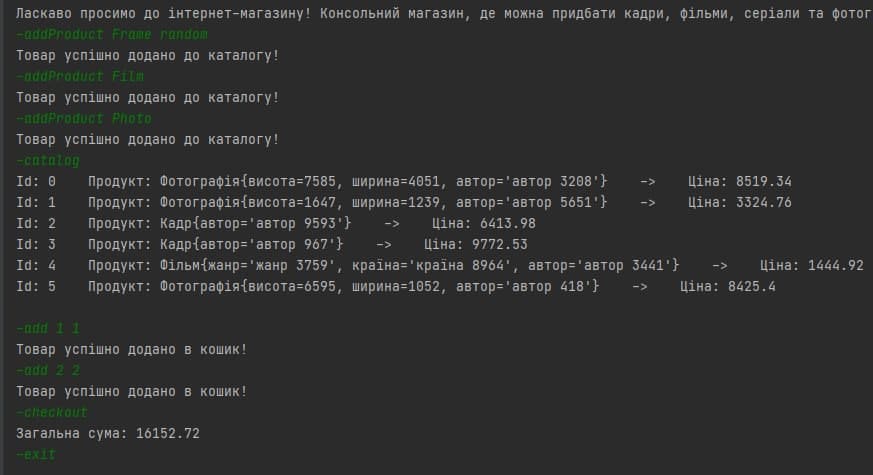 Ласкаво просимо до інтернет-магазину! Консольний магазин, де можна придбати кадри, фільми, серіали та фотог
-addProduct Frame random
Товар успішно додано до каталогу!
-addProduct Film
Товар успішно додано до каталогу!
-addProduct Photo
Товар успішно додано до каталогу!
-catalog
Id: 0    Продукт: Фотографія{висота=7585, ширина=4051, автор='автор 3208'}    ->    Ціна: 8519.34
Id: 1    Продукт: Фотографія{висота=1647, ширина=1239, автор='автор 5651'}    ->    Ціна: 3324.76
Id: 2    Продукт: Кадр{автор='автор 9593'}    ->    Ціна: 6413.98
Id: 3    Продукт: Кадр{автор='автор 967'}    ->    Ціна: 9772.53
Id: 4    Продукт: Фільм{жанр='жанр 3759', країна='країна 8964', автор='автор 3441'}    ->    Ціна: 1444.92
Id: 5    Продукт: Фотографія{висота=6595, ширина=1052, автор='автор 418'}    ->    Ціна: 8425.4
-add 1 1
Товар успішно додано в кошик!
-add 2 2
Товар успішно додано в кошик!
-checkout
Загальна сума: 16152.72
-exit